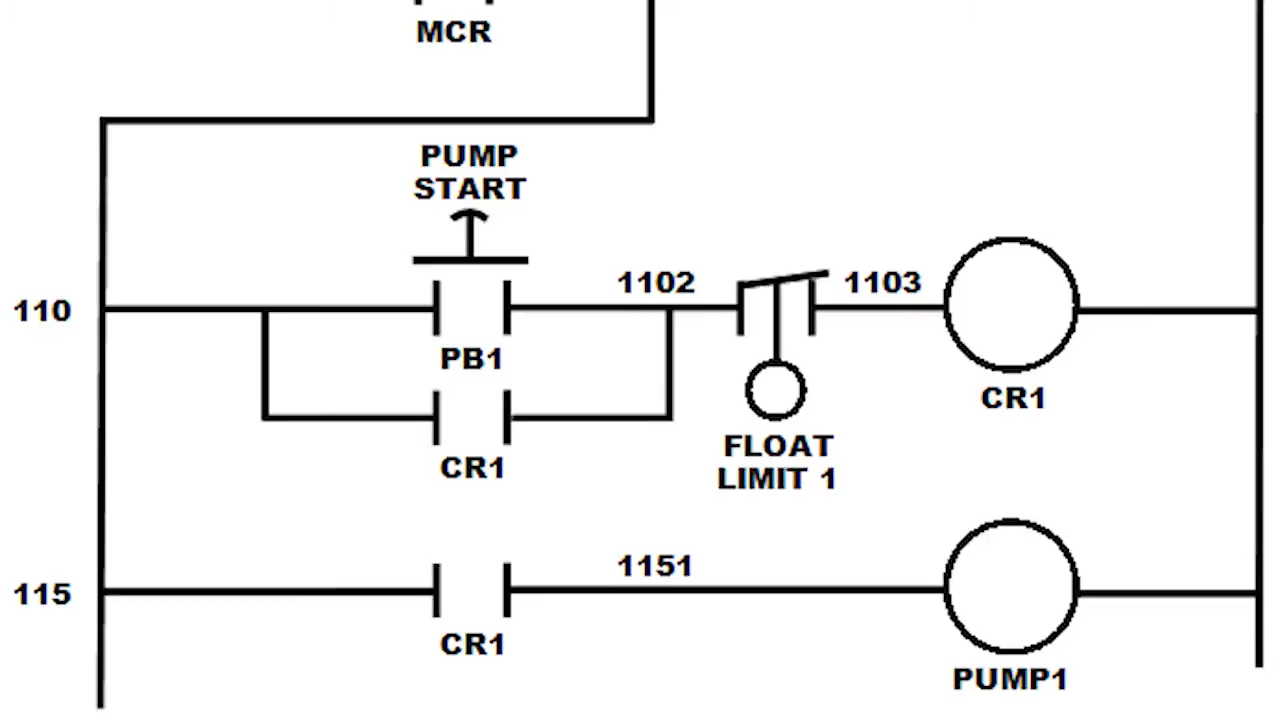 MCR
PUMP
START
1102
1103
110
PB1
CR1
CR1
FLOAT
LIMIT 1
1151
115
CR1
PUMP1